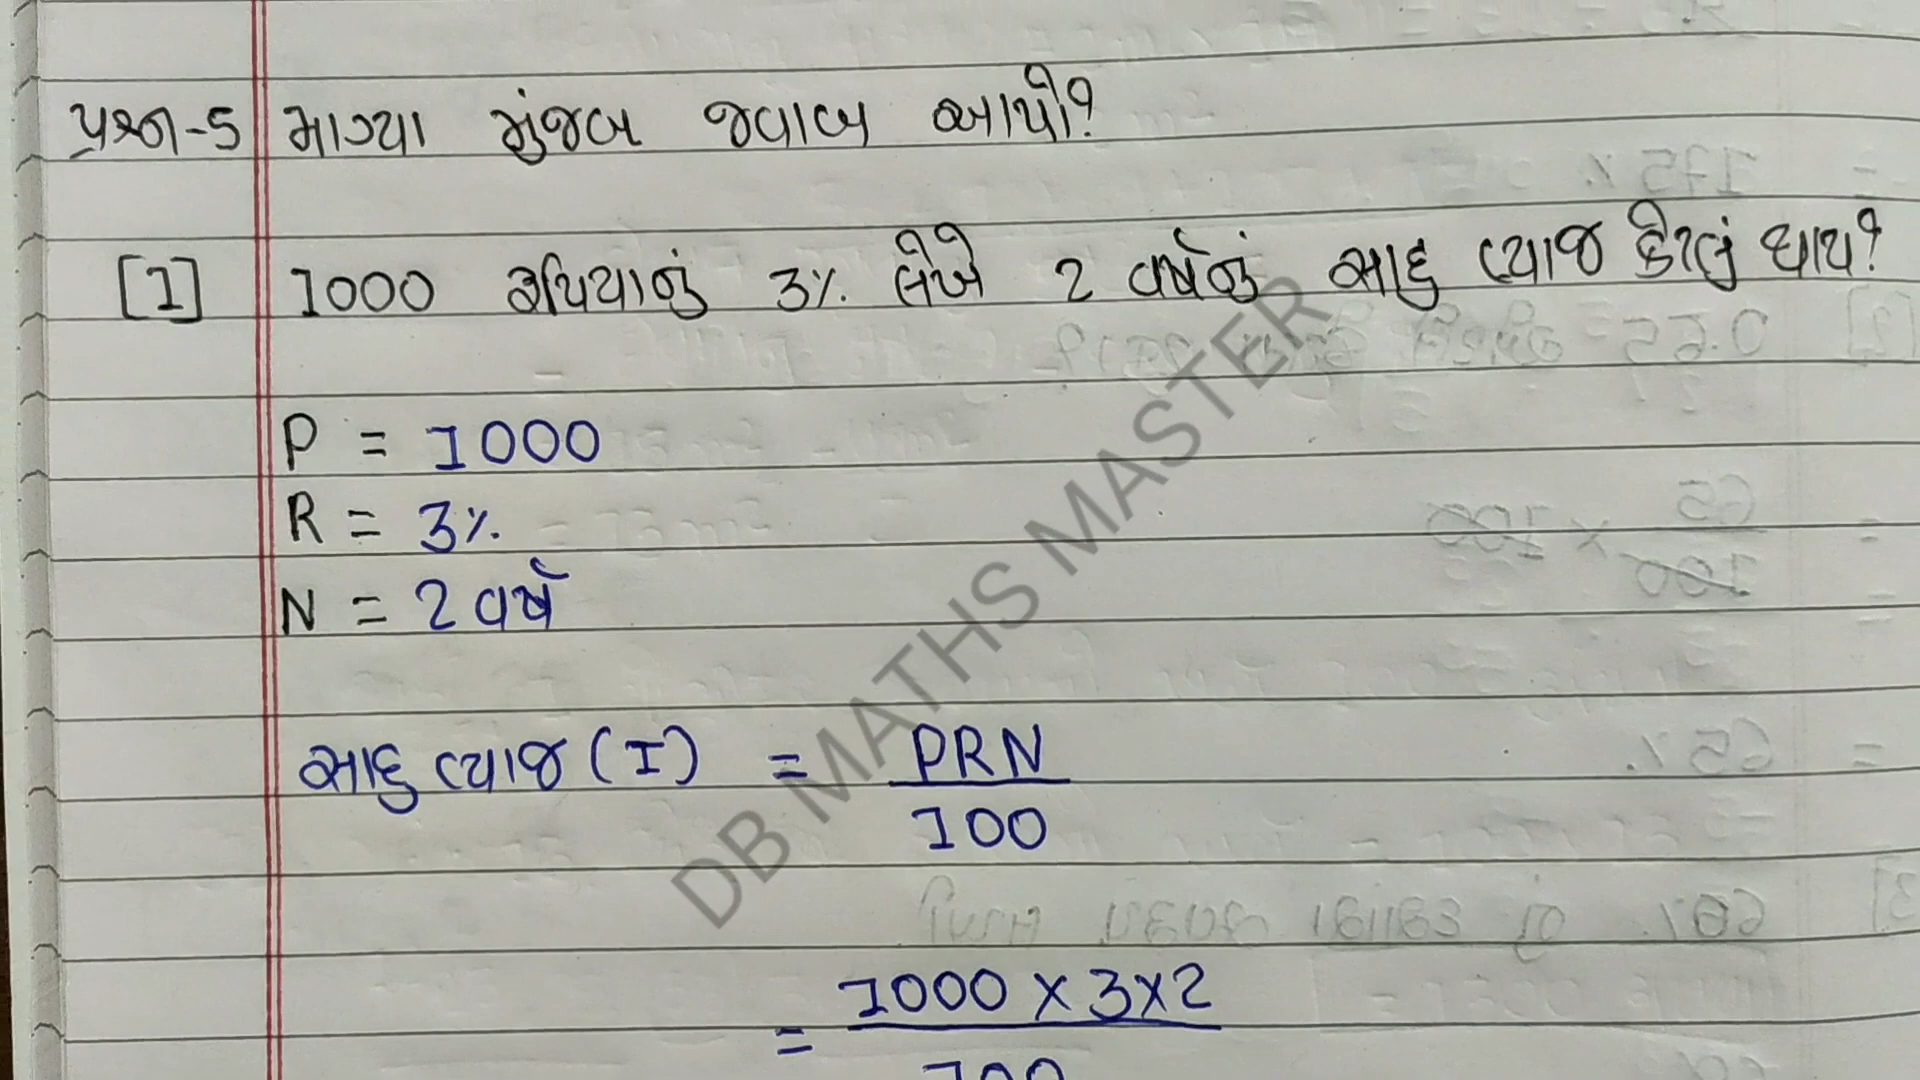 પ્રશ્ન-5 માગ્યા મુંજબ જવાબ આપો?
[1] 1000 રૂપિયાનું 3% લેખે 2 વર્ષનું સાદુ વ્યાજ કેટલું થાય?
P = 1000
R = 3%
N = 2 વર્ષ
સાદુ વ્યાજ (I) = PRN
100
= 1000 × 3 × 2
100
DB MATHS MASTER